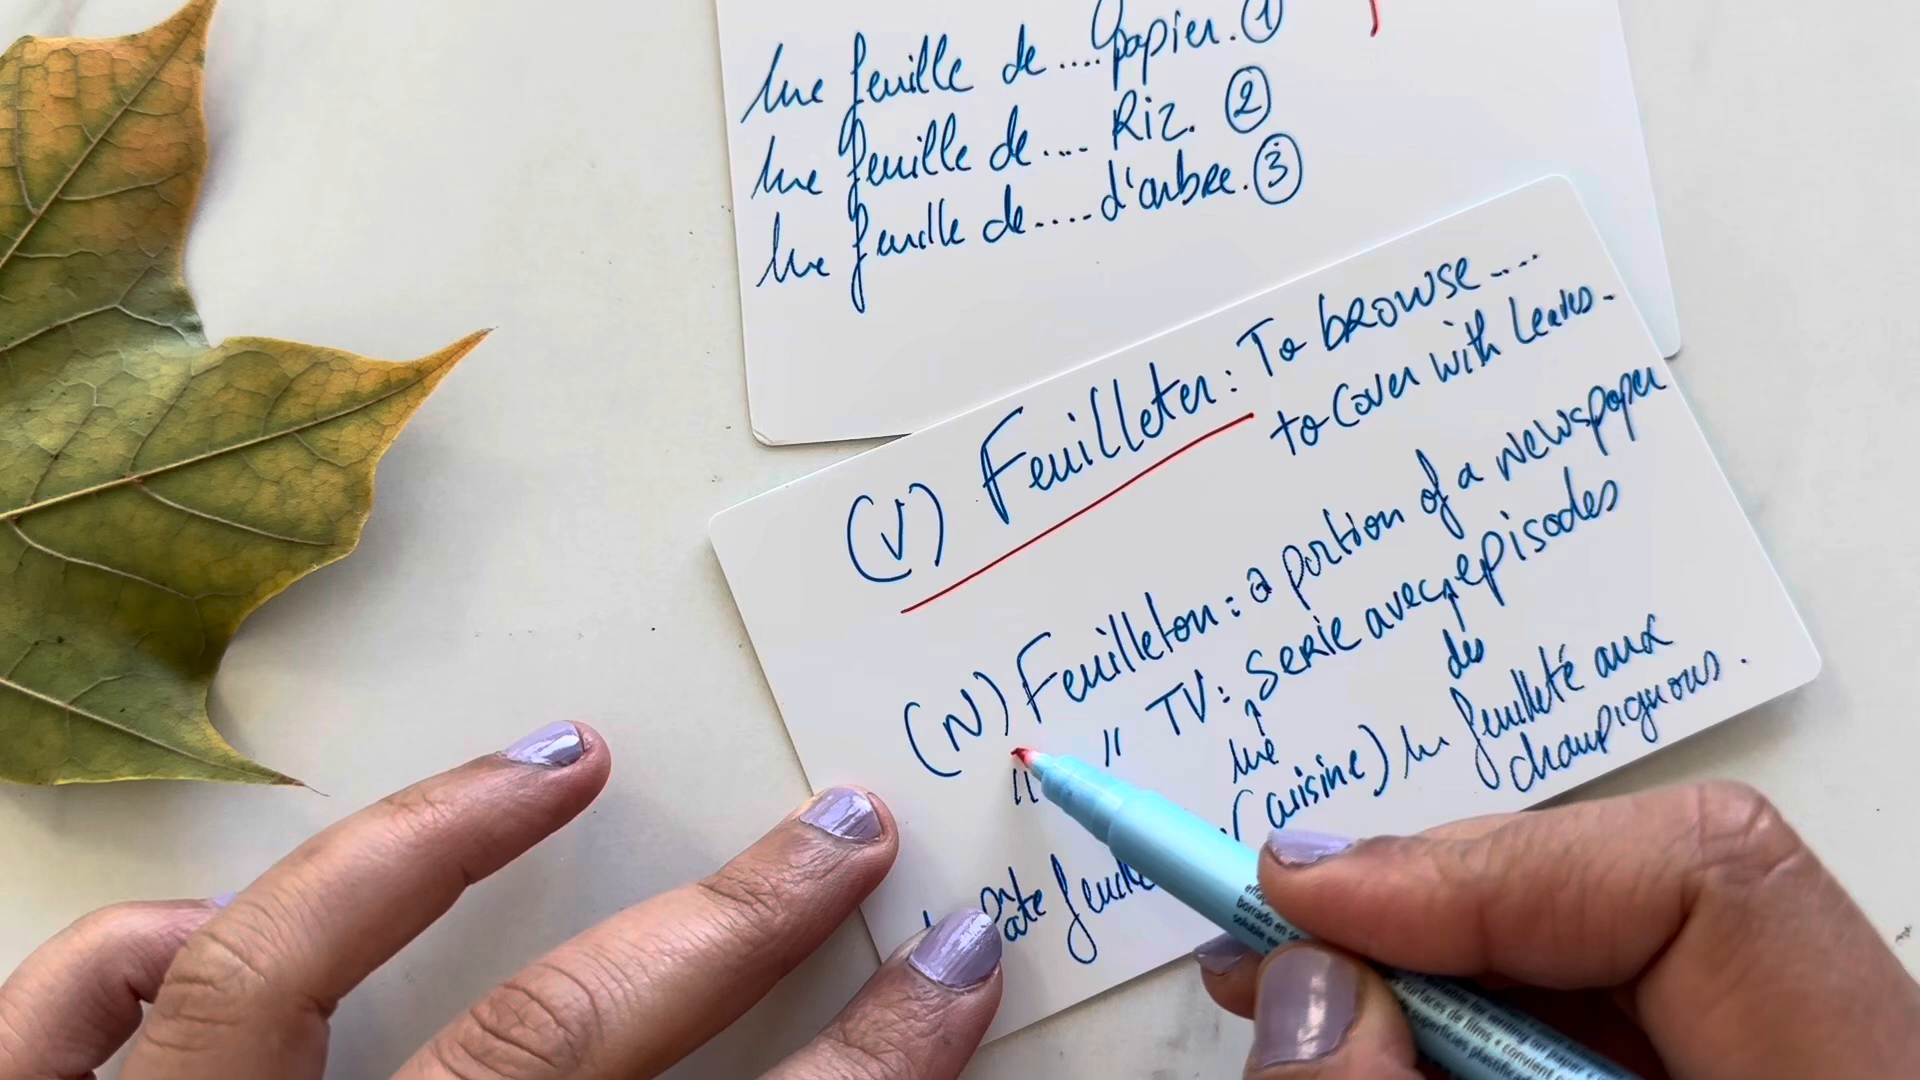 Une feuille de .... papier. ①
Une feuille de .... Riz. ②
Une feuille de ..... d'arbre. ③
(V) Feuilleter : To browse ....
to cover with leaves.
(N) Feuilleton : a portion of a newspaper
" TV : Serie avec episodes
une des
" (cuisine) Un feuilleté aux
champignons.
Pâte